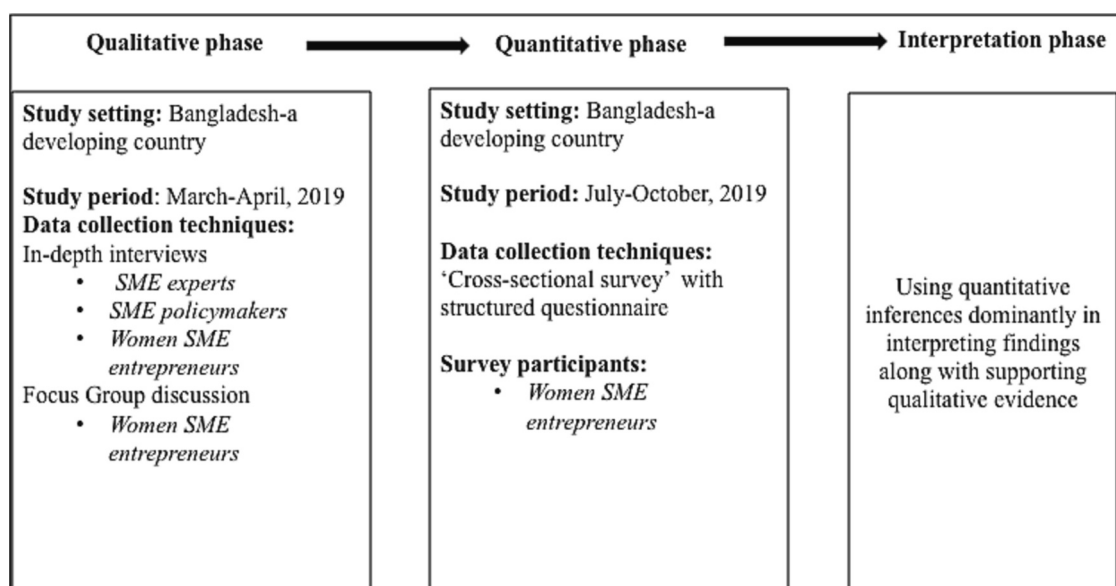 Qualitative phase
Quantitative phase
Interpretation phase
Study setting: Bangladesh-a
developing country
Study period: March-April, 2019
Data collection techniques:
In-depth interviews
• SME experts
• SME policymakers
• Women SME
entrepreneurs
Focus Group discussion
• Women SME
entrepreneurs
Study setting: Bangladesh-a
developing country
Study period: July-October, 2019
Data collection techniques:
‘Cross-sectional survey’ with
structured questionnaire
Survey participants:
• Women SME
entrepreneurs
Using quantitative
inferences dominantly in
interpreting findings
along with supporting
qualitative evidence